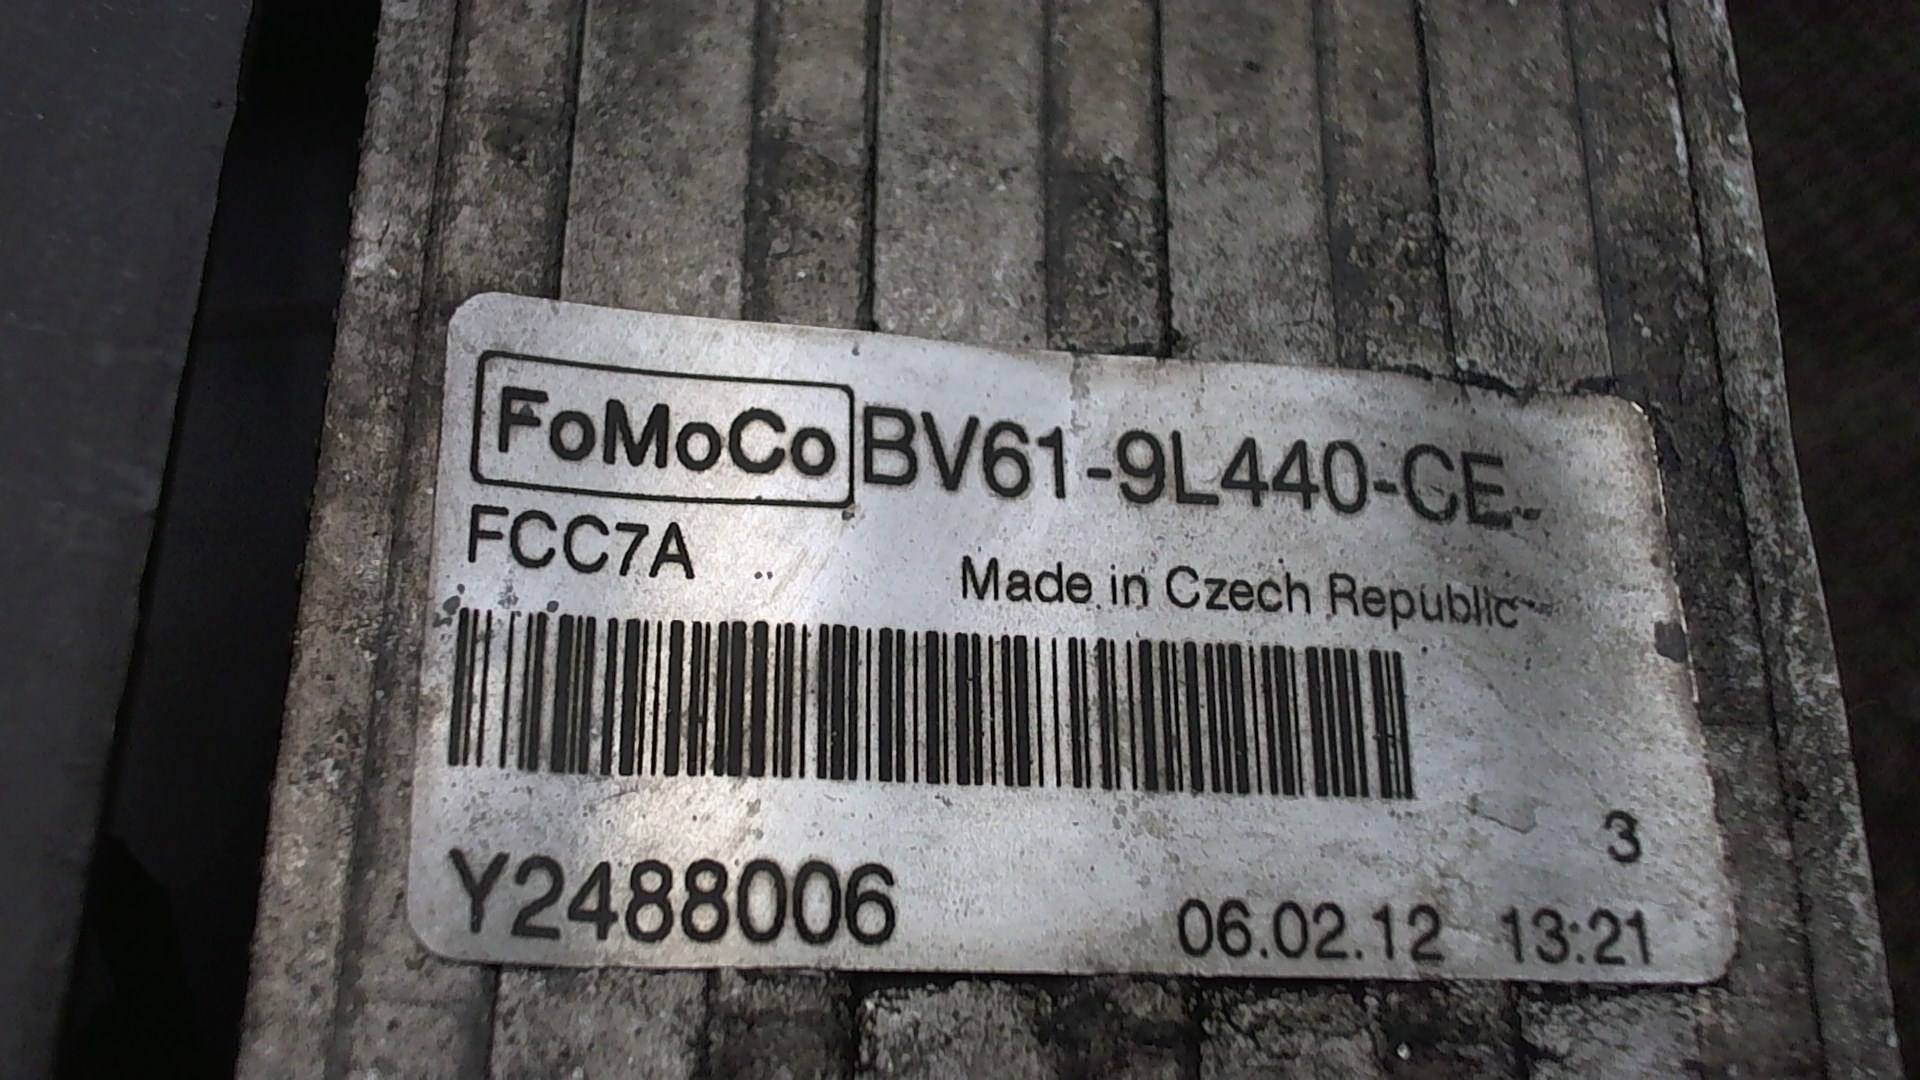 FoMoCo BV61-9L440-CE
FCC7A
Made in Czech Republic
3
Y2488006 06.02.12 13:21